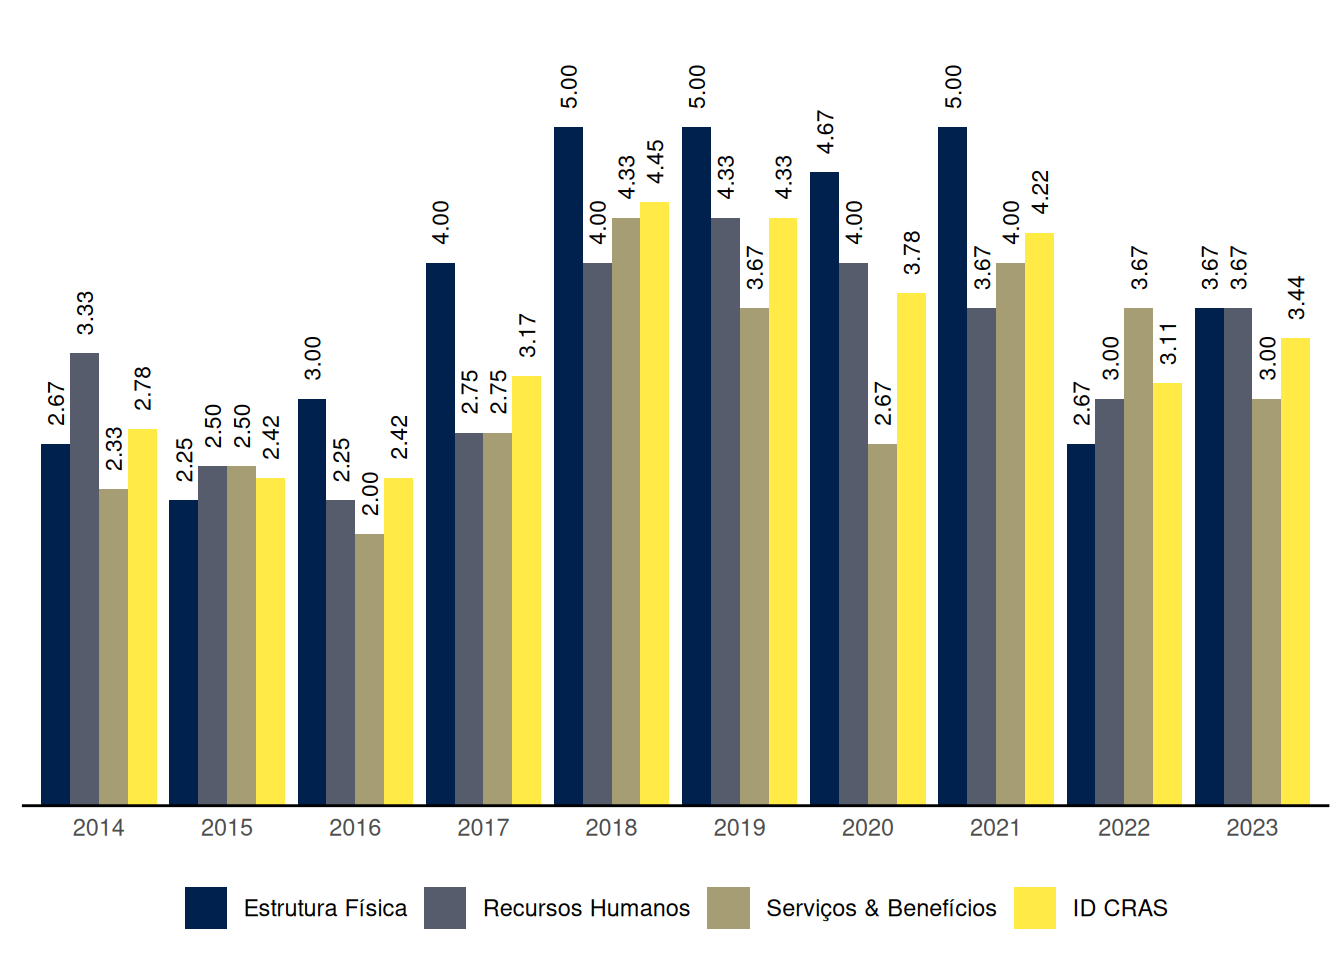 2.67 3.33 2.33 2.78 2.25 2.50 2.50 2.42 3.00 2.25 2.00 2.42 4.00 2.75 2.75 3.17 5.00 4.00 4.33 4.45 5.00 4.33 3.67 4.33 4.67 4.00 2.67 3.78 5.00 3.67 4.00 4.22 2.67 3.00 3.67 3.11 3.67 3.67 3.00 3.44
2014 2015 2016 2017 2018 2019 2020 2021 2022 2023
Estrutura Física Recursos Humanos Serviços & Benefícios ID CRAS